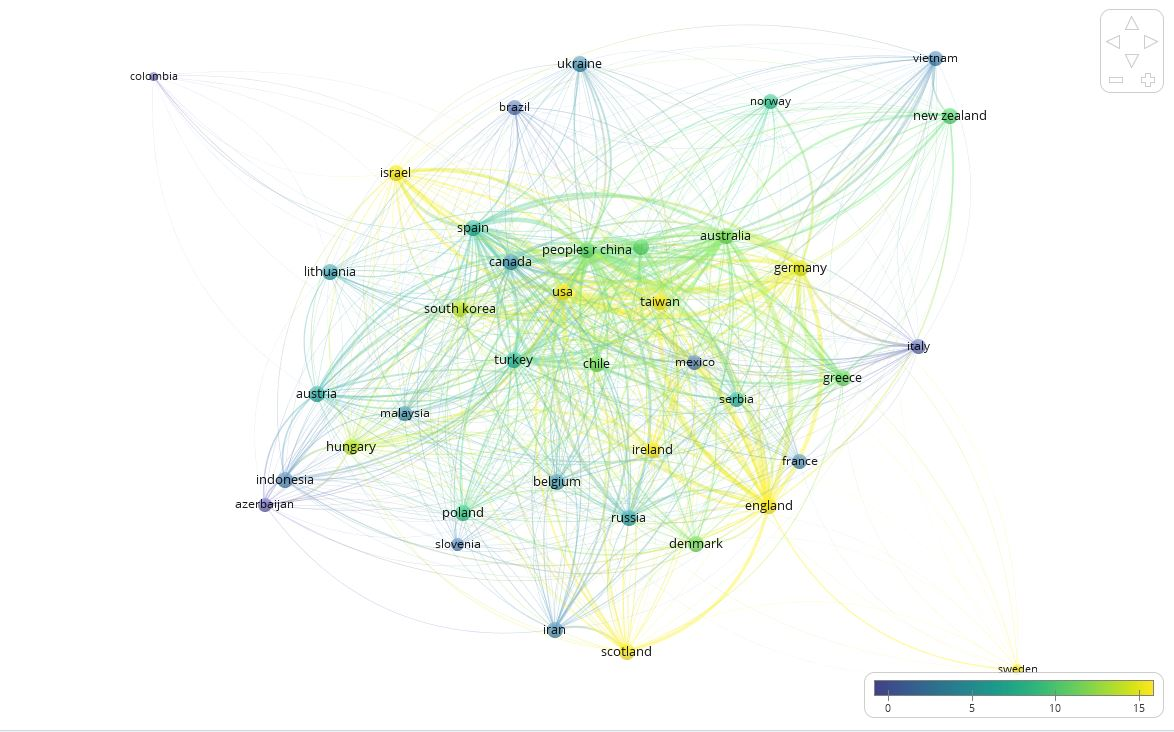 vietnam
ukraine
colombia
norway
brazil
new zealand
israel
spain
australia
peoples r china
canada
germany
lithuania
usa
taiwan
south korea
italy
turkey
mexico
chile
greece
austria
serbia
malaysia
hungary
ireland
france
indonesia
belgium
azerbaijan
england
poland
russia
slovenia
denmark
iran
scotland
sweden
0 5 10 15